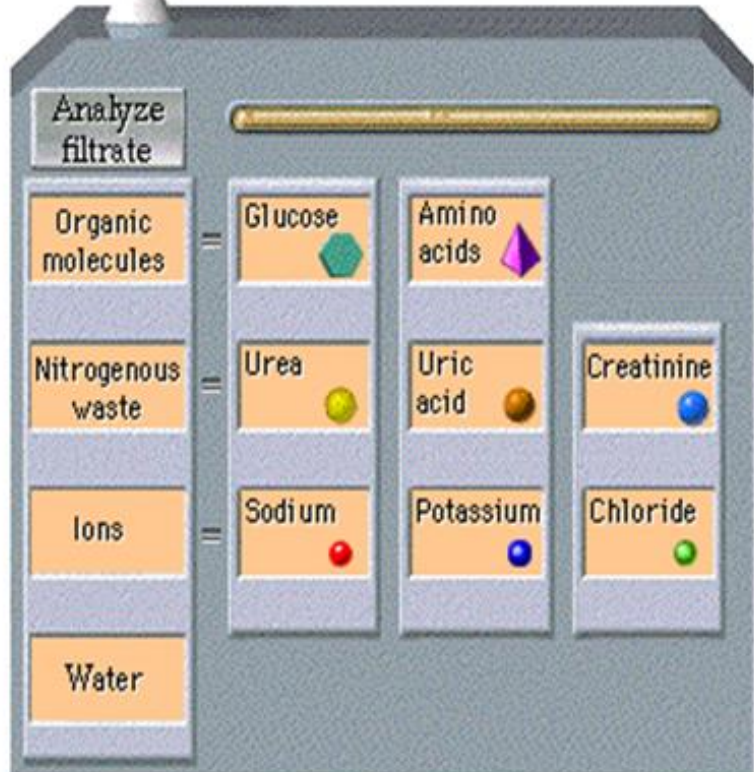 Analyze
filtrate
Organic
molecules
=
Glucose
Amino
acids
Nitrogenous
waste
=
Urea
Uric
acid
Creatinine
Ions
=
Sodium
Potassium
Chloride
Water